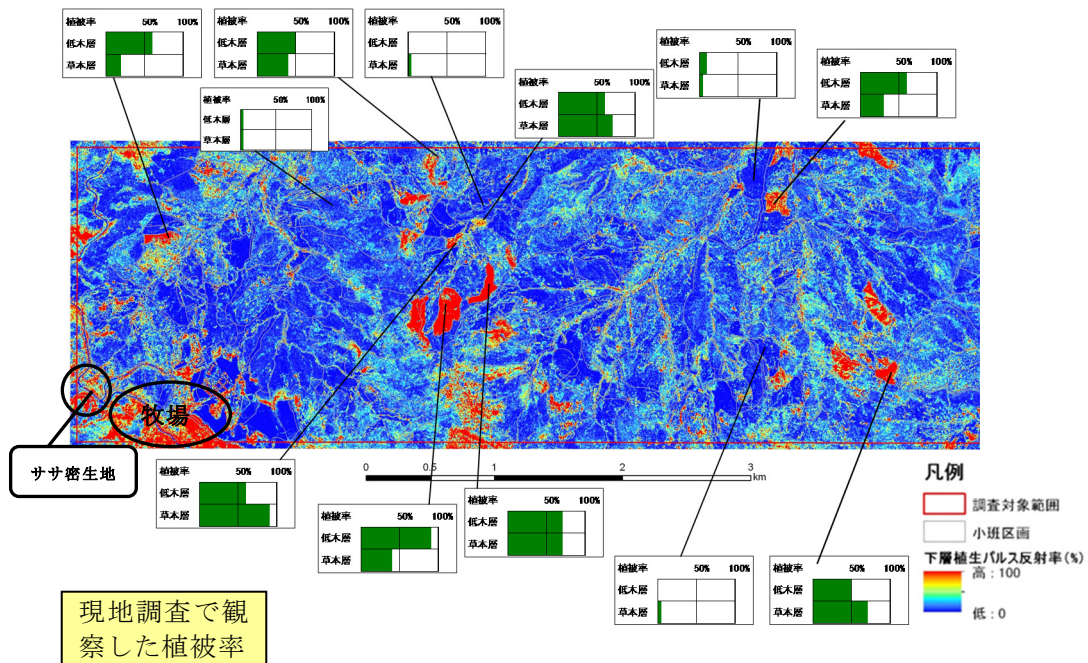 植被率 50% 100%
低木層
草本層
植被率 50% 100%
低木層
草本層
植被率 50% 100%
低木層
草本層
植被率 50% 100%
低木層
草本層
植被率 50% 100%
低木層
草本層
植被率 50% 100%
低木層
草本層
植被率 50% 100%
低木層
草本層
牧場
ササ密生地
植被率 50% 100%
低木層
草本層
植被率 50% 100%
低木層
草本層
植被率 50% 100%
低木層
草本層
植被率 50% 100%
低木層
草本層
植被率 50% 100%
低木層
草本層
0 0.5 1 2 3
km
凡例
調査対象範囲
小班区画
下層植生パルス反射率(%)
高 : 100
低 : 0
現地調査で観
察した植被率